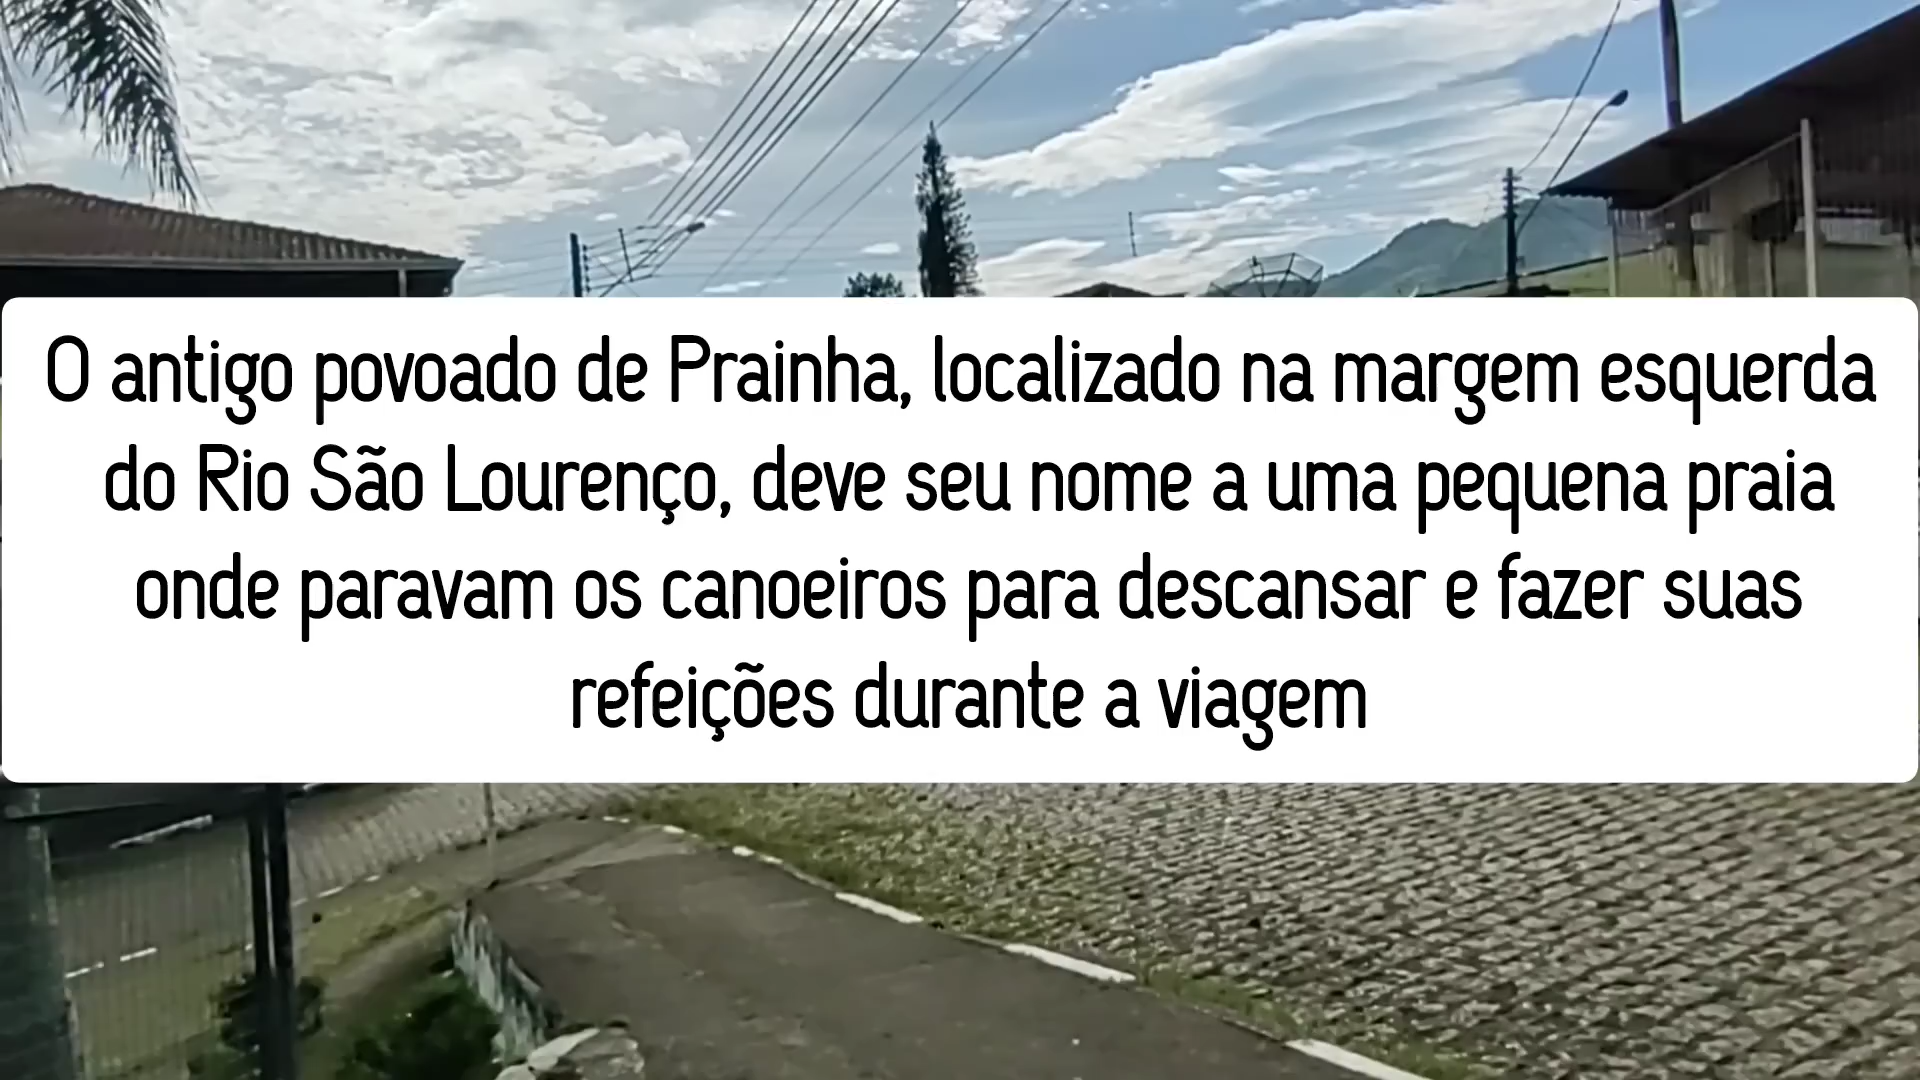 O antigo povoado de Prainha, localizado na margem esquerda
do Rio São Lourenço, deve seu nome a uma pequena praia
onde paravam os canoeiros para descansar e fazer suas
refeições durante a viagem